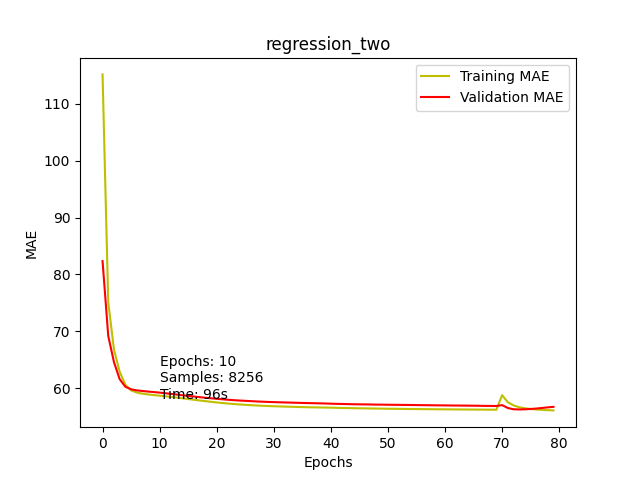 regression_two
Training MAE
Validation MAE
MAE
110
100
90
80
70
60
Epochs: 10
Samples: 8256
Time: 96s
0 10 20 30 40 50 60 70 80
Epochs